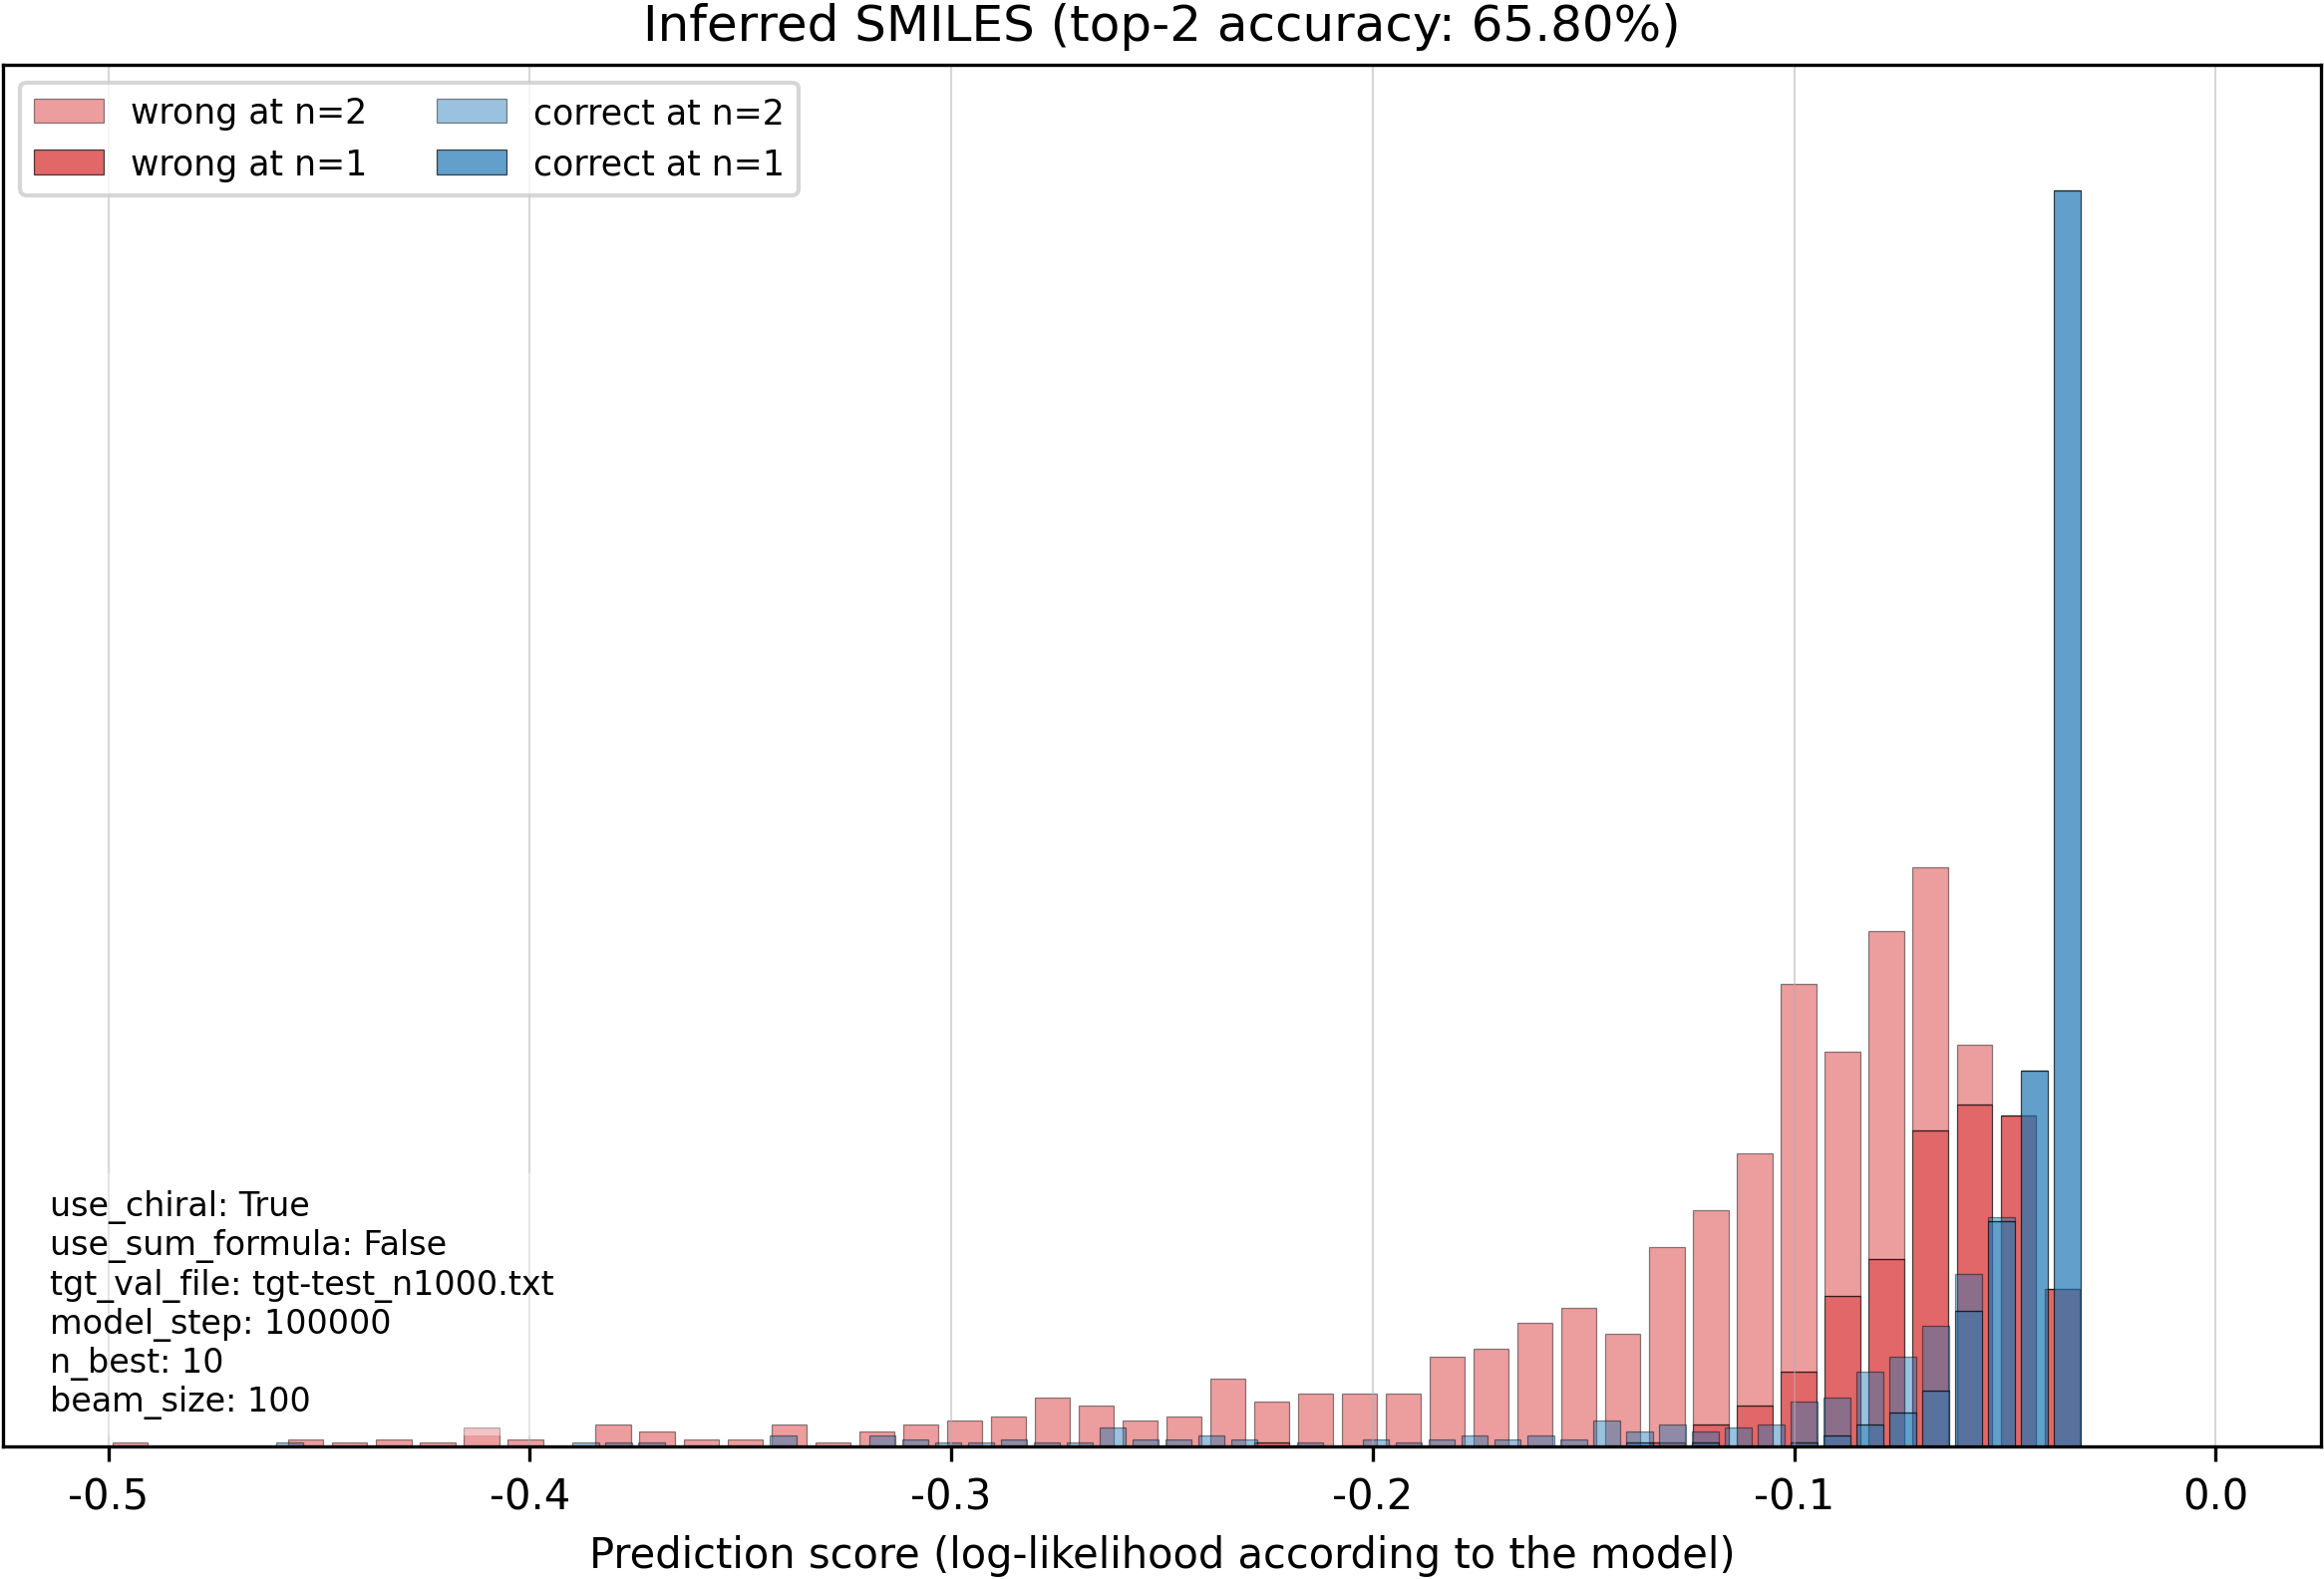 Inferred SMILES (top-2 accuracy: 65.80%)
wrong at n=2
correct at n=2
wrong at n=1
correct at n=1
use_chiral: True
use_sum_formula: False
tgt_val_file: tgt-test_n1000.txt
model_step: 100000
n_best: 10
beam_size: 100
-0.5
-0.4
-0.3
-0.2
-0.1
0.0
Prediction score (log-likelihood according to the model)